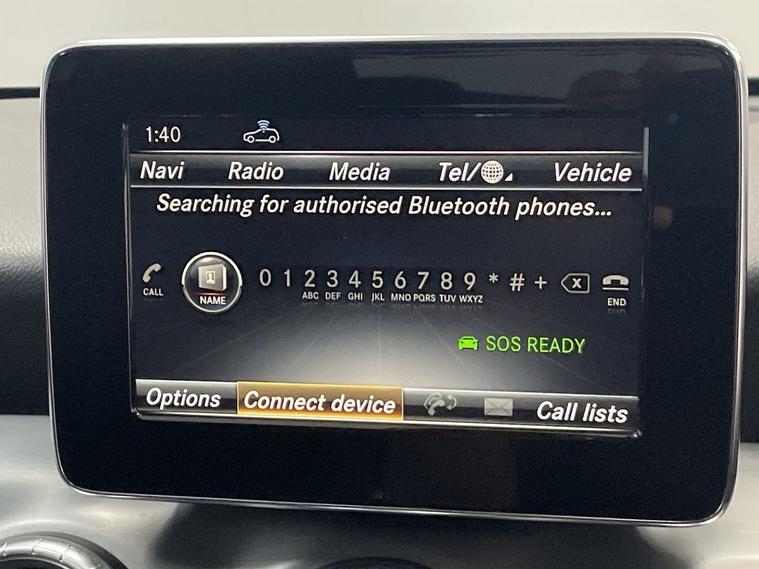 1:40
Navi Radio Media Tel/ Vehicle
Searching for authorised Bluetooth phones...
CALL NAME 0 1 2 3 4 5 6 7 8 9 * # + X END
ABC DEF GHI JKL MNO PQRS TUV WXYZ
SOS READY
Options Connect device Call lists